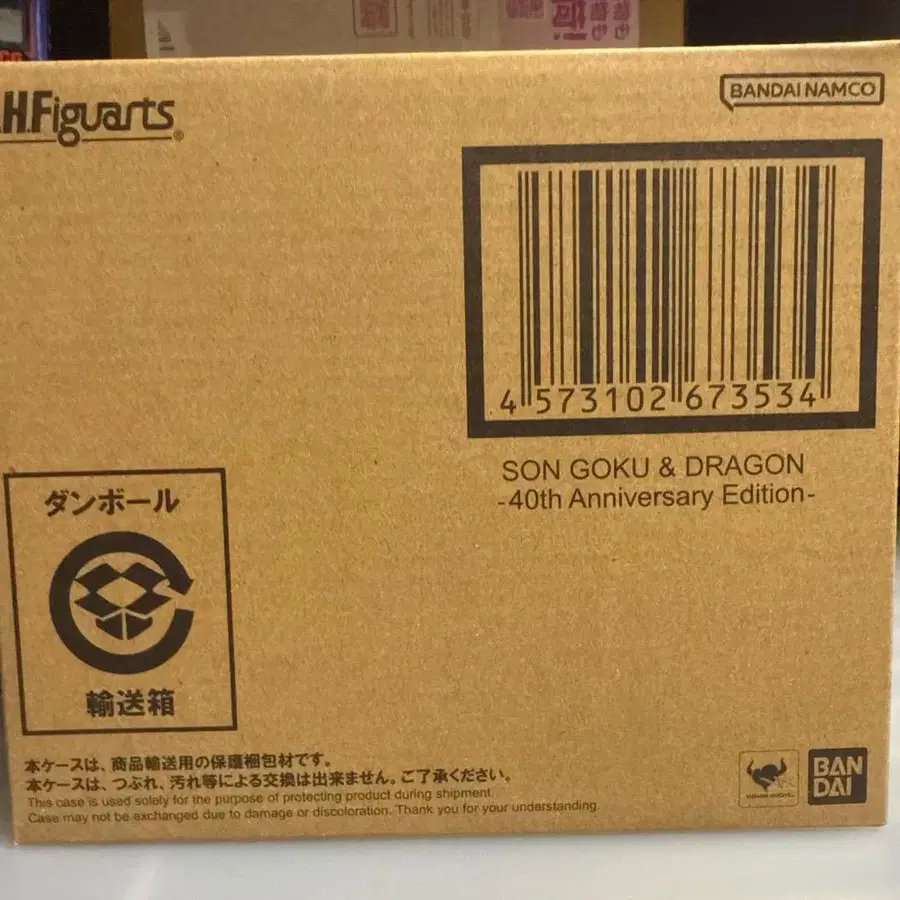 .H.Figuarts®
BANDAI NAMCO
4 573102 673534
SON GOKU & DRAGON
-40th Anniversary Edition-
ダンボール
輸送箱
本ケースは、商品輸送用の保護梱包材です。
本ケースは、つぶれ、汚れ等による交換は出来ません。ご了承ください。
This case is used solely for the purpose of protecting product during shipment.
Case may not be exchanged due to damage or discoloration. Thank you for your understanding.
BAN
DAI